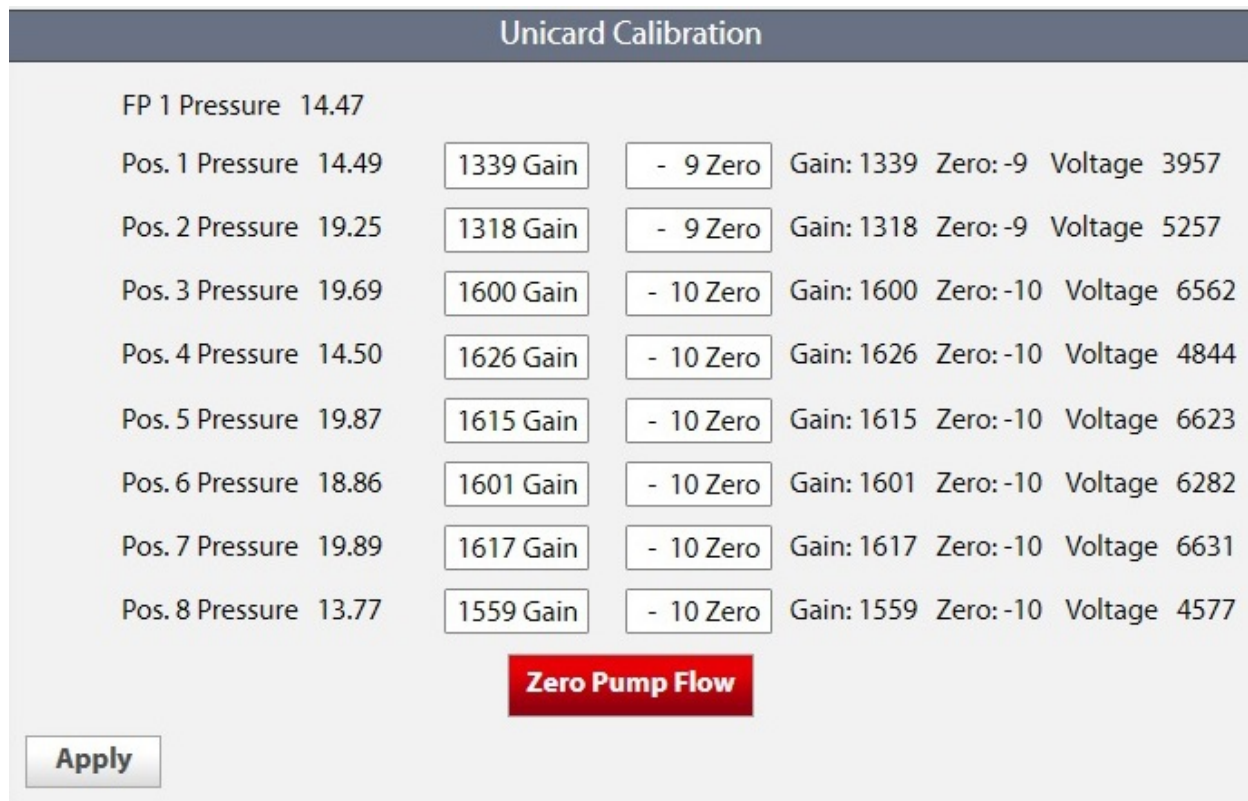 Unicard Calibration
FP 1 Pressure 14.47
Pos. 1 Pressure 14.49 1339 Gain - 9 Zero Gain: 1339 Zero: -9 Voltage 3957
Pos. 2 Pressure 19.25 1318 Gain - 9 Zero Gain: 1318 Zero: -9 Voltage 5257
Pos. 3 Pressure 19.69 1600 Gain - 10 Zero Gain: 1600 Zero: -10 Voltage 6562
Pos. 4 Pressure 14.50 1626 Gain - 10 Zero Gain: 1626 Zero: -10 Voltage 4844
Pos. 5 Pressure 19.87 1615 Gain - 10 Zero Gain: 1615 Zero: -10 Voltage 6623
Pos. 6 Pressure 18.86 1601 Gain - 10 Zero Gain: 1601 Zero: -10 Voltage 6282
Pos. 7 Pressure 19.89 1617 Gain - 10 Zero Gain: 1617 Zero: -10 Voltage 6631
Pos. 8 Pressure 13.77 1559 Gain - 10 Zero Gain: 1559 Zero: -10 Voltage 4577
Zero Pump Flow
Apply